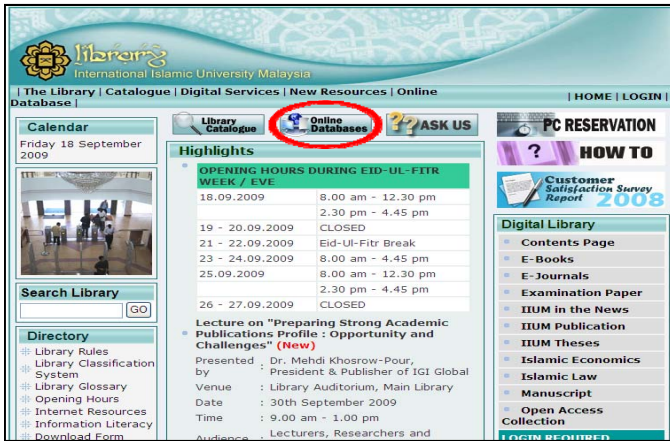 library
International Islamic University Malaysia
| The Library | Catalogue | Digital Services | New Resources | Online
Database |
| HOME | LOGIN |
Calendar
Friday 18 September
2009
Search Library
GO
Directory
Library Rules
Library Classification
System
Library Glossary
Opening Hours
Internet Resources
Information Literacy
Download Form
Library
Catalogue
Online
Databases
??ASK US
Highlights
OPENING HOURS DURING EID-UL-FITR
WEEK / EVE
18.09.2009 8.00 am - 12.30 pm
2.30 pm - 4.45 pm
19 - 20.09.2009 CLOSED
21 - 22.09.2009 Eid-Ul-Fitr Break
23 - 24.09.2009 8.00 am - 4.45 pm
25.09.2009 8.00 am - 12.30 pm
2.30 pm - 4.45 pm
26 - 27.09.2009 CLOSED
Lecture on "Preparing Strong Academic
Publications Profile : Opportunity and
Challenges" (New)
Presented by : Dr. Mehdi Khosrow-Pour,
President & Publisher of IGI Global
Venue : Library Auditorium, Main Library
Date : 30th September 2009
Time : 9.00 am - 1.00 pm
Audience : Lecturers, Researchers and
PC RESERVATION
? HOW TO
Customer
Satisfaction Survey
Report 2008
Digital Library
Contents Page
E-Books
E-Journals
Examination Paper
IIUM in the News
IIUM Publication
IIUM Theses
Islamic Economics
Islamic Law
Manuscript
Open Access
Collection
LOGIN REQUIRED